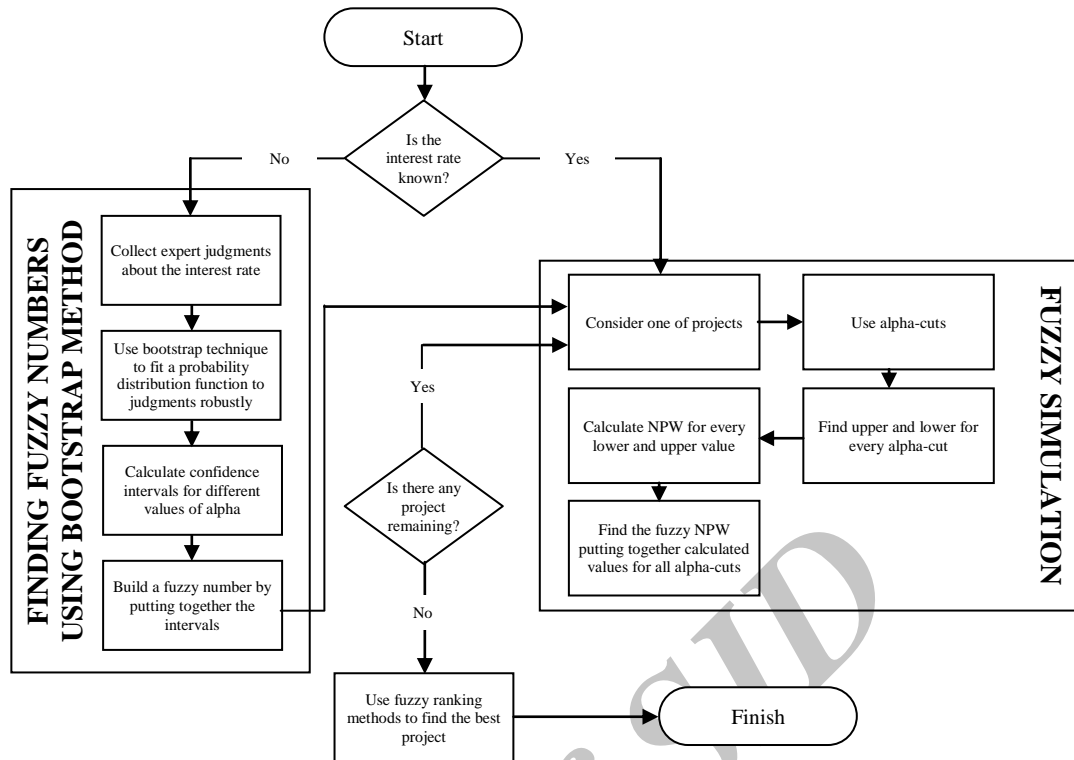 Start
Is the
interest rate
known?
No
Yes
FINDING FUZZY NUMBERS
USING BOOTSTRAP METHOD
Collect expert judgments
about the interest rate
Use bootstrap technique
to fit a probability
distribution function to
judgments robustly
Calculate confidence
intervals for different
values of alpha
Build a fuzzy number by
putting together the
intervals
FUZZY SIMULATION
Consider one of projects
Use alpha-cuts
Find upper and lower for
every alpha-cut
Calculate NPW for every
lower and upper value
Find the fuzzy NPW
putting together calculated
values for all alpha-cuts
Yes
Is there any
project
remaining?
No
Use fuzzy ranking
methods to find the best
project
Finish
SID